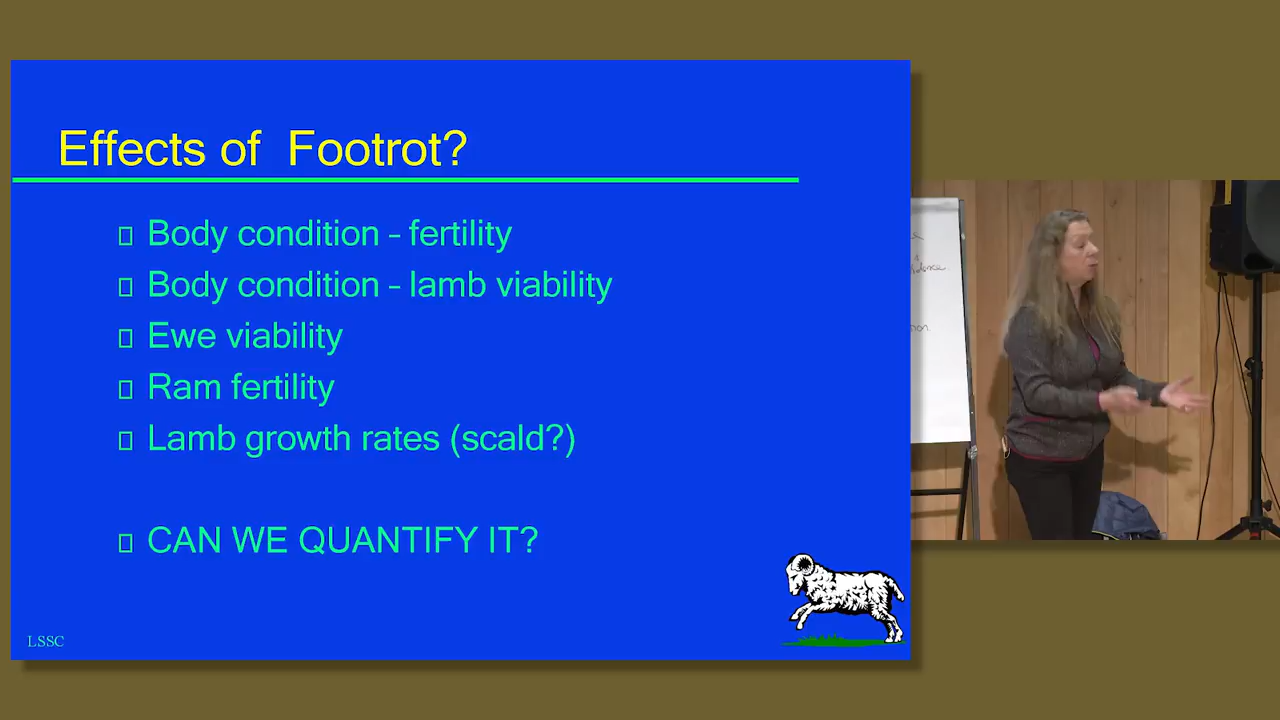 Effects of Footrot?
Body condition – fertility
Body condition – lamb viability
Ewe viability
Ram fertility
Lamb growth rates (scald?)
CAN WE QUANTIFY IT?
LSSC